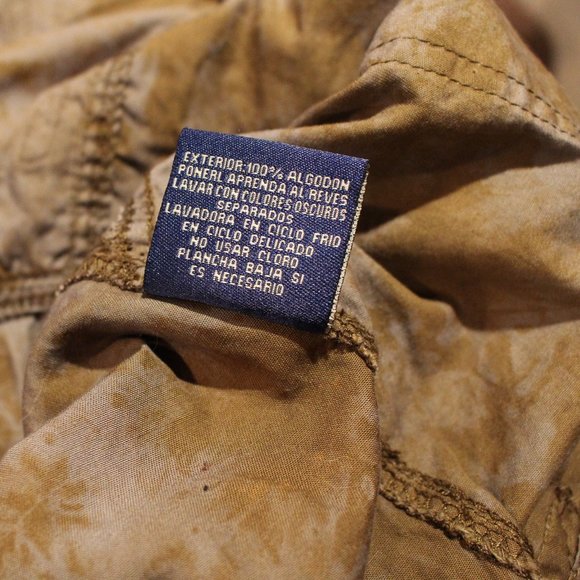 EXTERIOR:100% ALGODON
PONERL APRENDA AL REVES
LAVAR CON COLORES OSCUROS
SEPARADOS
LAVADORA EN CICLO FRIO
EN CICLO DELICADO
NO USAR CLORO
PLANCHA BAJA SI
ES NECESARIO